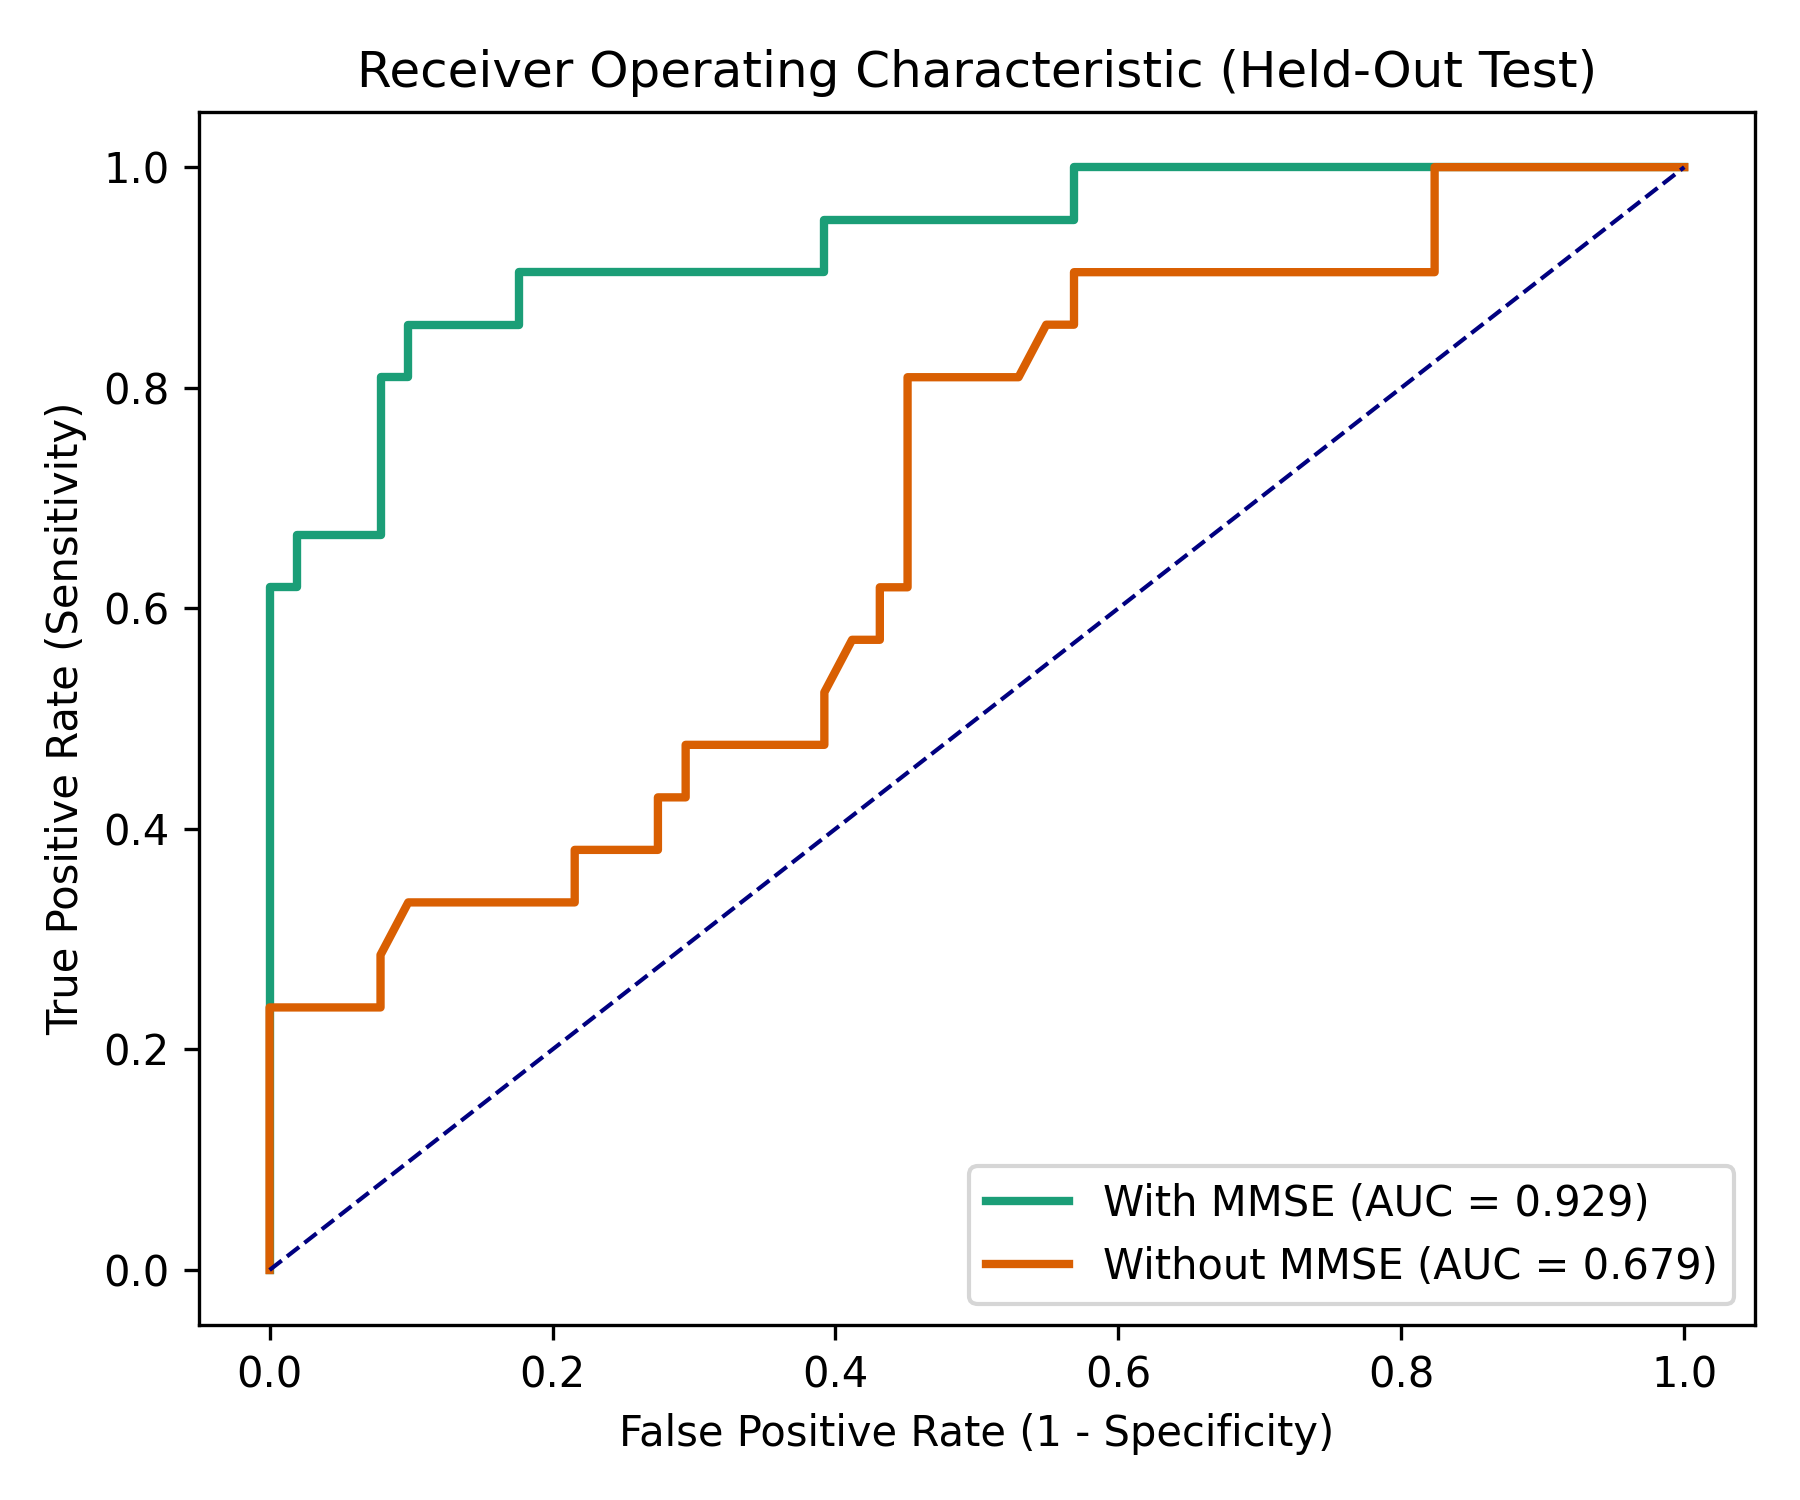 Receiver Operating Characteristic (Held-Out Test)
1.0
0.8
0.6
0.4
0.2
0.0
True Positive Rate (Sensitivity)
With MMSE (AUC = 0.929)
Without MMSE (AUC = 0.679)
0.0 0.2 0.4 0.6 0.8 1.0
False Positive Rate (1 - Specificity)